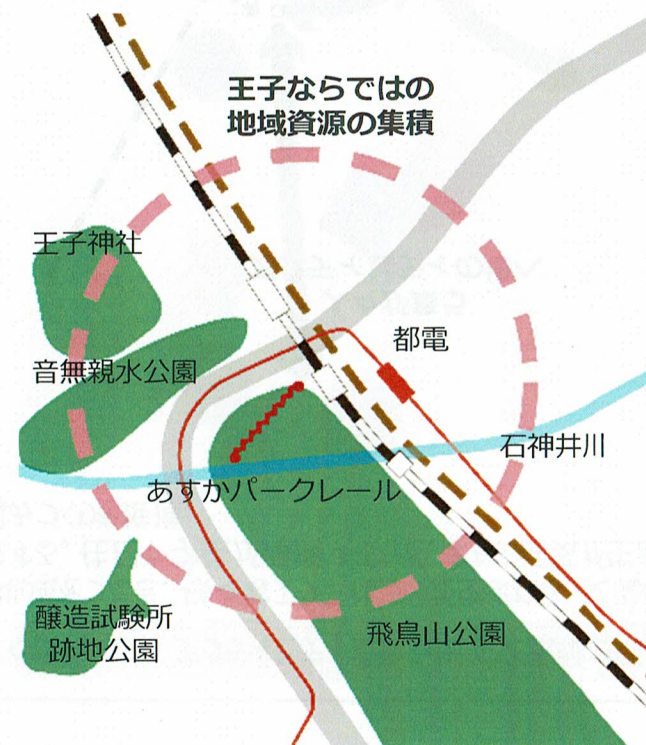 王子ならではの
地域資源の集積
王子神社
都電
音無親水公園
石神井川
あすかパークレール
醸造試験所
跡地公園
飛鳥山公園